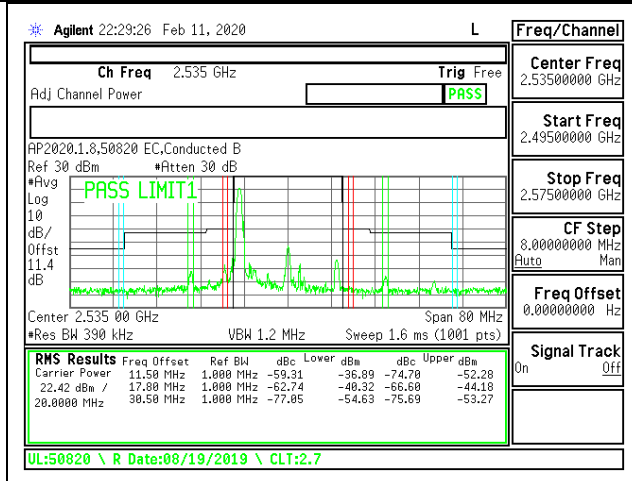 Agilent 22:29:26 Feb 11, 2020 L
Freq/Channel
Ch Freq 2.535 GHz Trig Free
Adj Channel Power PASS
Center Freq
2.53500000 GHz
Start Freq
2.49500000 GHz
Stop Freq
2.57500000 GHz
CF Step
8.00000000 MHz
Auto Man
Freq Offset
0.00000000 Hz
Signal Track
On Off
AP2020.1.8,50820 EC,Conducted B
Ref 30 dBm #Atten 30 dB
#Avg
Log
10
dB/
Offst
11.4
dB
PASS LIMIT1
Center 2.535 00 GHz Span 80 MHz
#Res BW 390 kHz VBW 1.2 MHz Sweep 1.6 ms (1001 pts)
RMS Results Freq Offset Ref BW dBc Lower dBm dBc Upper dBm
Carrier Power 11.50 MHz 1.000 MHz -59.31 -36.89 -74.70 -52.28
22.42 dBm / 17.80 MHz 1.000 MHz -62.74 -40.32 -66.60 -44.18
20.0000 MHz 30.50 MHz 1.000 MHz -77.05 -54.63 -75.69 -53.27
UL:50820 \ R Date:08/19/2019 \ CLT:2.7